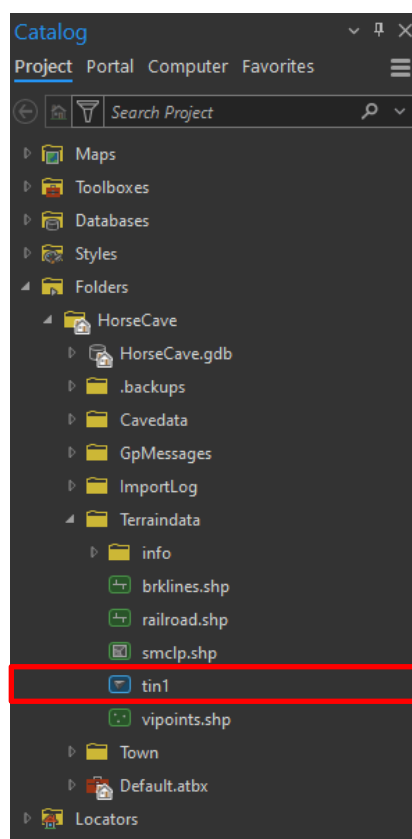 Catalog
Project Portal Computer Favorites
Search Project
Maps
Toolboxes
Databases
Styles
Folders
HorseCave
HorseCave.gdb
.backups
Cavedata
GpMessages
ImportLog
Terraindata
info
brklines.shp
railroad.shp
smclp.shp
tin1
vipoints.shp
Town
Default.atbx
Locators